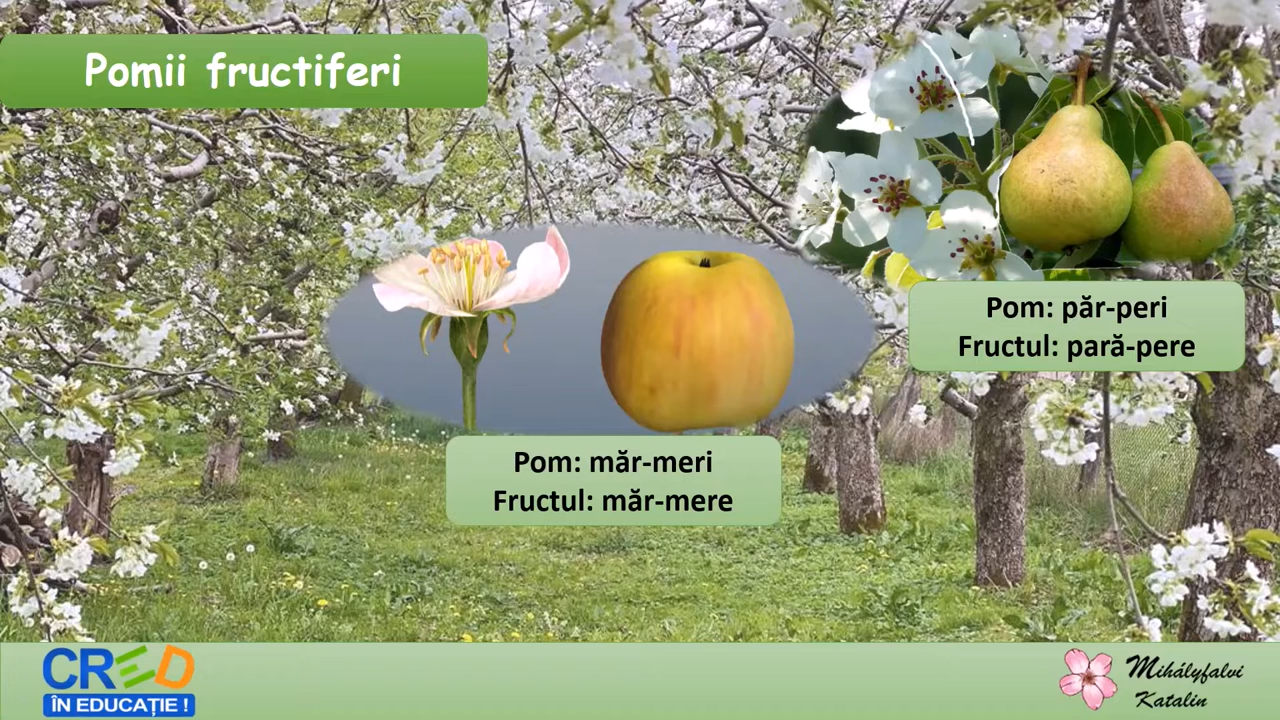 Pomii fructiferi
Pom: păr-peri
Fructul: pară-pere
Pom: măr-meri
Fructul: măr-mere
CRED
ÎN EDUCAȚIE !
Mihályfalvi
Katalin